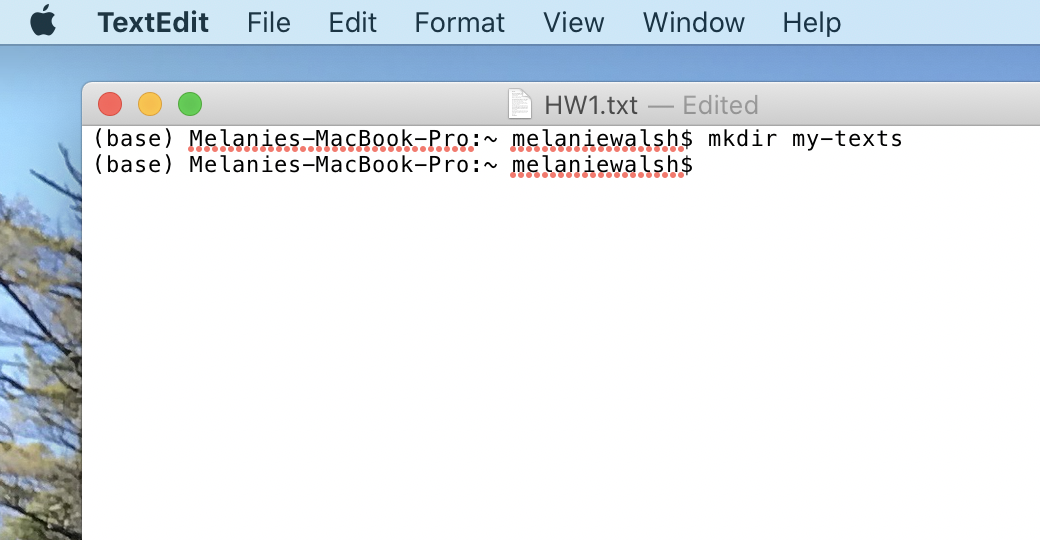 TextEdit File Edit Format View Window Help
HW1.txt — Edited
(base) Melanies-MacBook-Pro:~ melaniewalsh$ mkdir my-texts
(base) Melanies-MacBook-Pro:~ melaniewalsh$